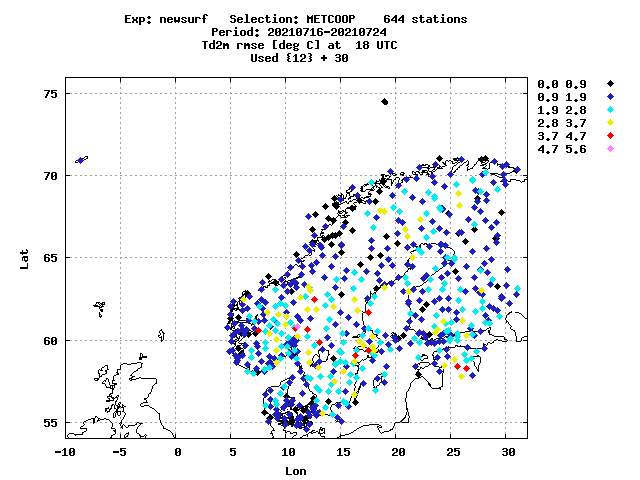 Exp: newsurf   Selection: METCOOP    644 stations
Period: 20210716-20210724
Td2m rmse [deg C] at  18 UTC
Used {12} + 30
0.0 0.9
0.9 1.9
1.9 2.8
2.8 3.7
3.7 4.7
4.7 5.6
75
70
65
60
55
Lat
-10 -5 0 5 10 15 20 25 30
Lon